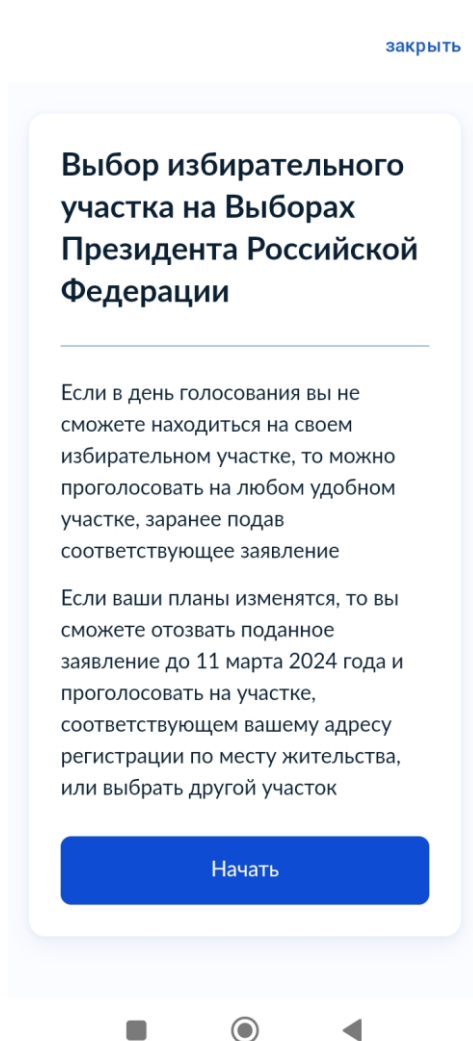 закрыть
Выбор избирательного
участка на Выборах
Президента Российской
Федерации
Если в день голосования вы не
сможете находиться на своем
избирательном участке, то можно
проголосовать на любом удобном
участке, заранее подав
соответствующее заявление
Если ваши планы изменятся, то вы
сможете отозвать поданное
заявление до 11 марта 2024 года и
проголосовать на участке,
соответствующем вашему адресу
регистрации по месту жительства,
или выбрать другой участок
Начать